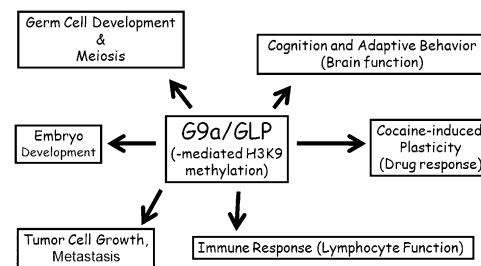 Germ Cell Development
&
Meiosis
Cognition and Adaptive Behavior
(Brain function)
G9a/GLP
(-mediated H3K9
methylation)
Embryo
Development
Cocaine-induced
Plasticity
(Drug response)
Tumor Cell Growth,
Metastasis
Immune Response (Lymphocyte Function)